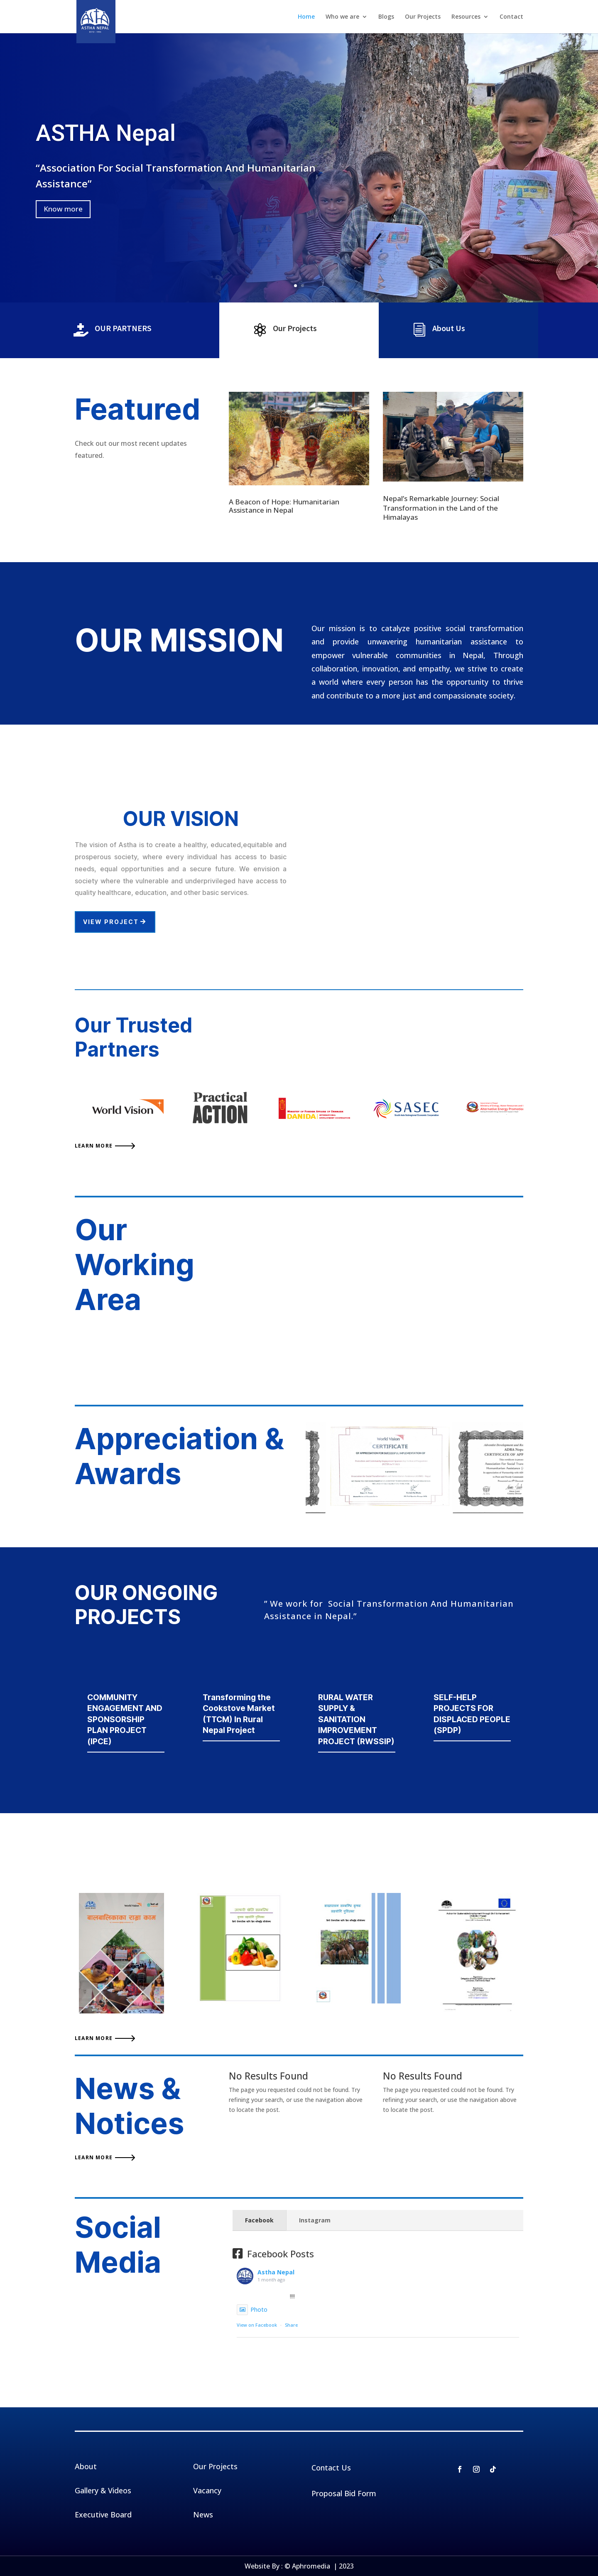 ASTHA NEPAL
Home
Who we are
Blogs
Our Projects
Resources
Contact
ASTHA Nepal
“Association For Social Transformation And Humanitarian
Assistance”
Know more
OUR PARTNERS
Our Projects
About Us
Featured
Check out our most recent updates
featured.
A Beacon of Hope: Humanitarian
Assistance in Nepal
Nepal’s Remarkable Journey: Social
Transformation in the Land of the
Himalayas
OUR MISSION
Our mission is to catalyze positive social transformation
and provide unwavering humanitarian assistance to
empower vulnerable communities in Nepal, Through
collaboration, innovation, and empathy, we strive to create
a world where every person has the opportunity to thrive
and contribute to a more just and compassionate society.
OUR VISION
The vision of Astha is to create a healthy, educated,equitable and
prosperous society, where every individual has access to basic
needs, equal opportunities and a secure future. We envision a
society where the vulnerable and underprivileged have access to
quality healthcare, education, and other basic services.
VIEW PROJECT
Our Trusted
Partners
World Vision
Practical
ACTION
DANIDA
SASEC
LEARN MORE
Our
Working
Area
Appreciation &
Awards
World Vision
CERTIFICATE
OUR ONGOING
PROJECTS
” We work for Social Transformation And Humanitarian
Assistance in Nepal.”
COMMUNITY
ENGAGEMENT AND
SPONSORSHIP
PLAN PROJECT
(IPCE)
Transforming the
Cookstove Market
(TTCM) In Rural
Nepal Project
RURAL WATER
SUPPLY &
SANITATION
IMPROVEMENT
PROJECT (RWSSIP)
SELF-HELP
PROJECTS FOR
DISPLACED PEOPLE
(SPDP)
LEARN MORE
News &
Notices
LEARN MORE
No Results Found
The page you requested could not be found. Try
refining your search, or use the navigation above
to locate the post.
No Results Found
The page you requested could not be found. Try
refining your search, or use the navigation above
to locate the post.
Social
Media
Facebook
Instagram
Facebook Posts
Astha Nepal
1 month ago
Photo
View on Facebook · Share
About
Our Projects
Contact Us
Gallery & Videos
Vacancy
Proposal Bid Form
Executive Board
News
Website By : © Aphromedia | 2023